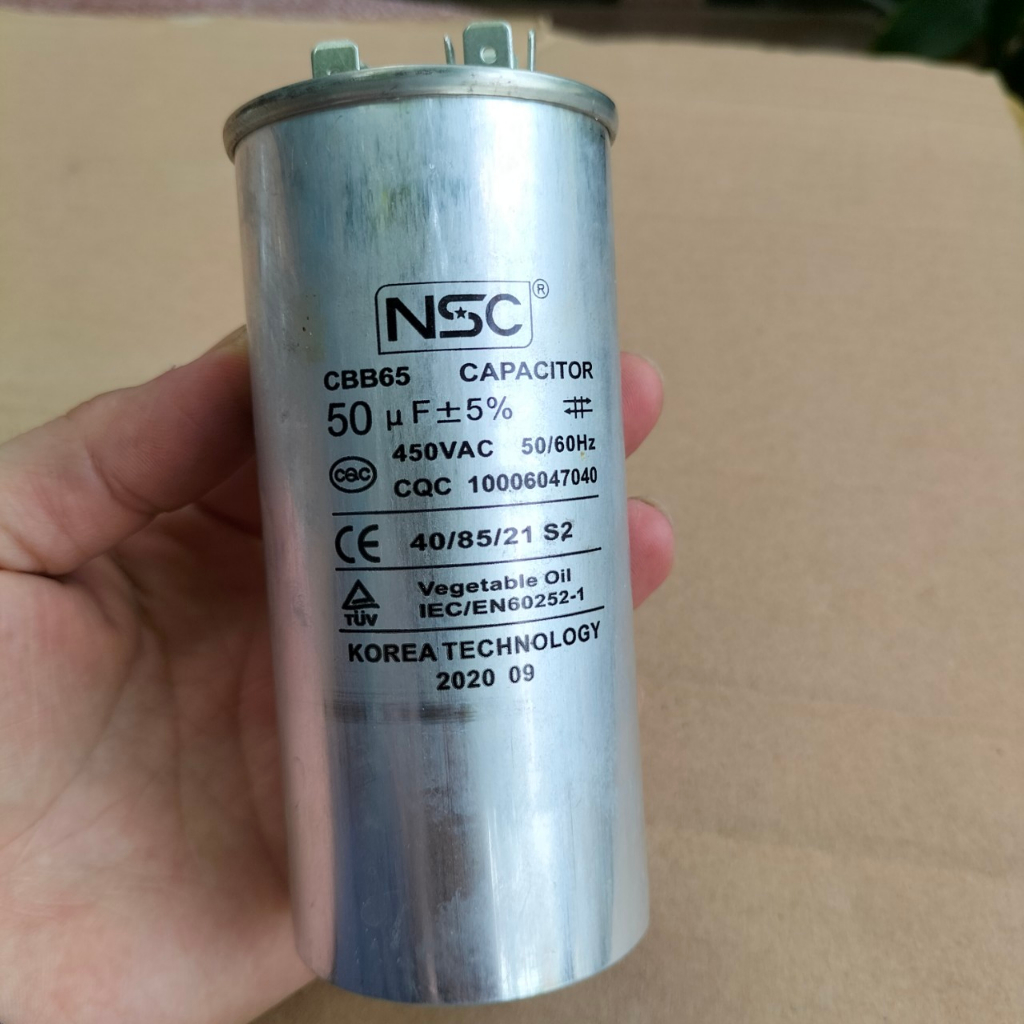 NSC®
CBB65 CAPACITOR
50 μF±5%
450VAC 50/60Hz
CQC CQC 10006047040
CE 40/85/21 S2
Vegetable Oil
TÜV IEC/EN60252-1
KOREA TECHNOLOGY
2020 09